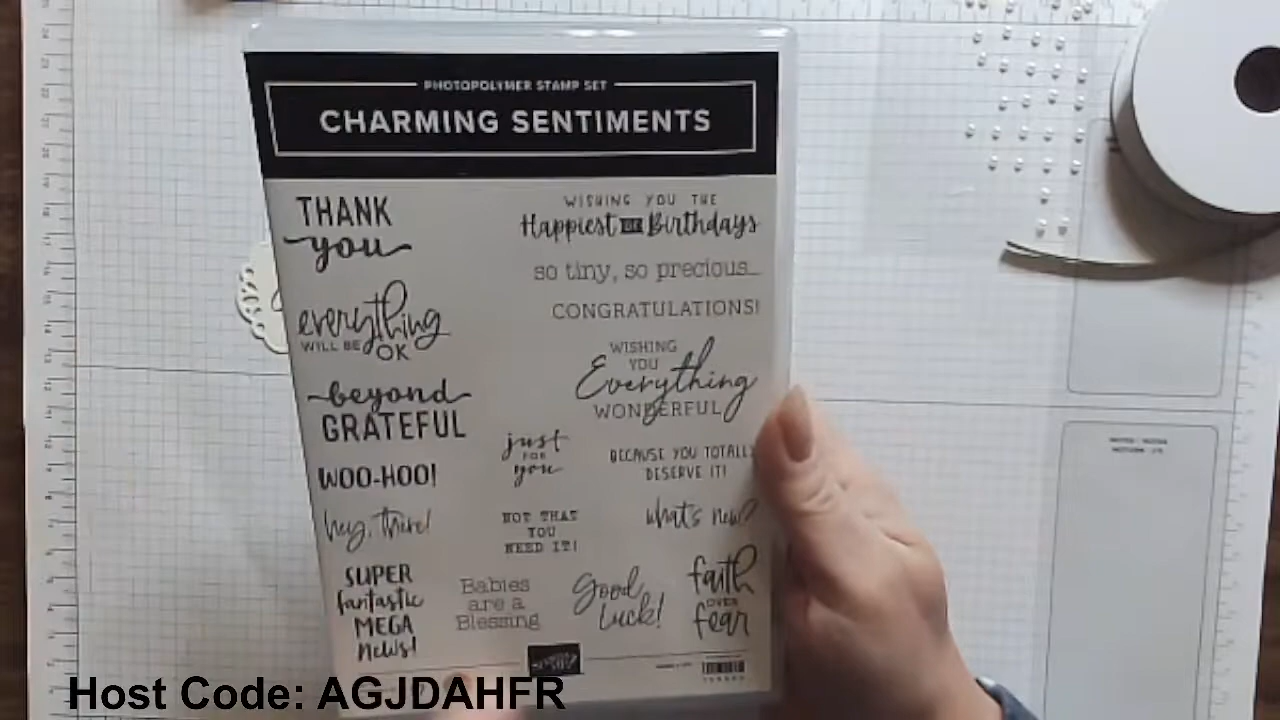 PHOTOPOLYMER STAMP SET
CHARMING SENTIMENTS
THANK
you
everything
WILL BE
OK
beyond
GRATEFUL
WOO-HOO!
hey, there!
SUPER
fantastic
MEGA
news!
WISHING YOU THE
Happiest OF Birthdays
so tiny, so precious...
CONGRATULATIONS!
WISHING
YOU
Everything
WONDERFUL
just
FOR
you
BECAUSE YOU TOTALLY
DESERVE IT!
NOT THAT
YOU
NEED IT!
what's new?
Babies
are a
Blessing
Good
Luck!
faith
OVER
fear
Host Code: AGJDAHFR